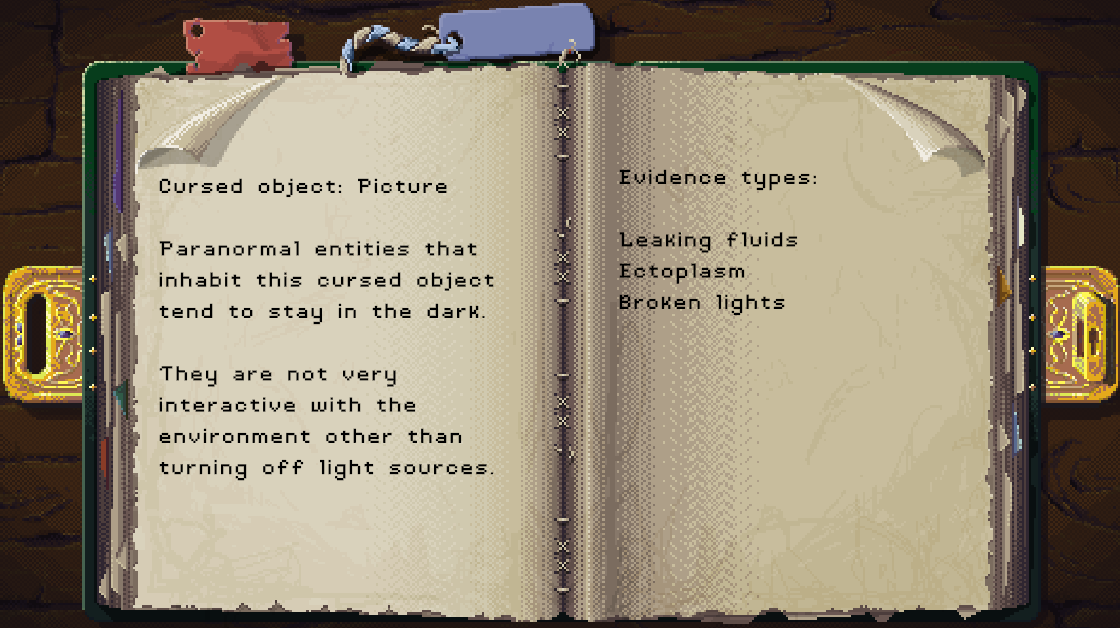 Cursed object: Picture
Paranormal entities that
inhabit this cursed object
tend to stay in the dark.
They are not very
interactive with the
environment other than
turning off light sources.
Evidence types:
Leaking fluids
Ectoplasm
Broken lights